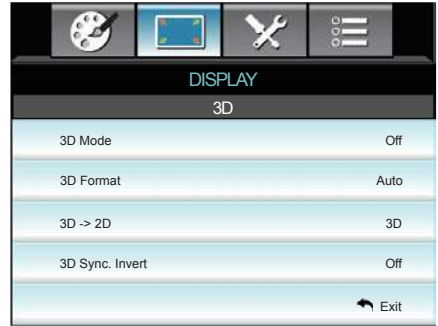 DISPLAY
3D
3D Mode Off
3D Format Auto
3D -> 2D 3D
3D Sync. Invert Off
Exit